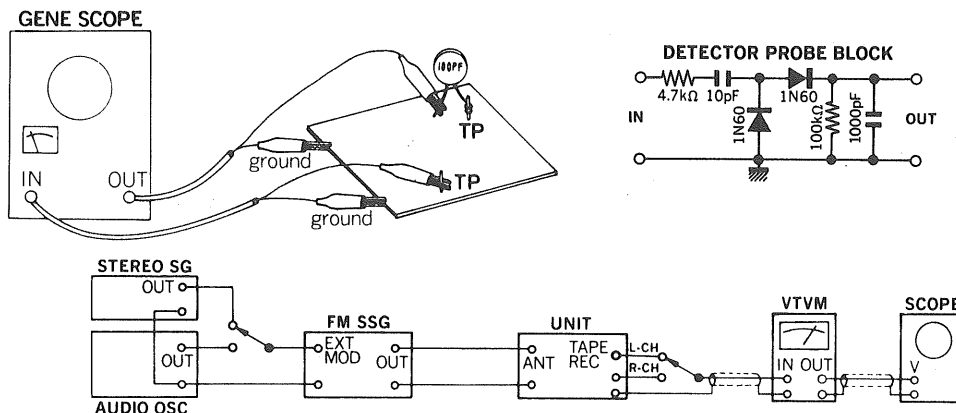 GENE SCOPE
100PF
TP
ground
TP
IN
OUT
ground
DETECTOR PROBE BLOCK
4.7kΩ 10pF
1N60
IN
1N60
100kΩ
1000pF
OUT
STEREO SG
OUT
OUT
AUDIO OSC
FM SSG
EXT
MOD
OUT
UNIT
ANT
TAPE
REC
L-CH
R-CH
VTVM
IN OUT
SCOPE
V